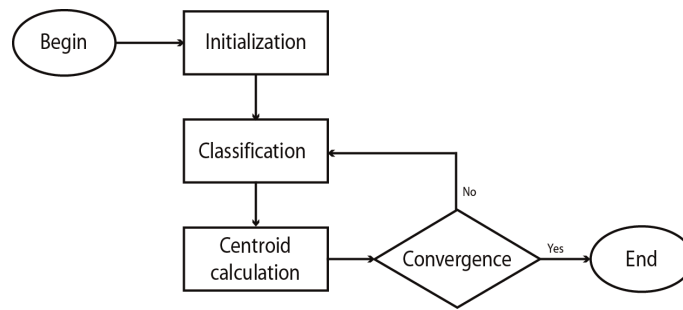 Begin
Initialization
Classification
No
Centroid
calculation
Convergence
Yes
End